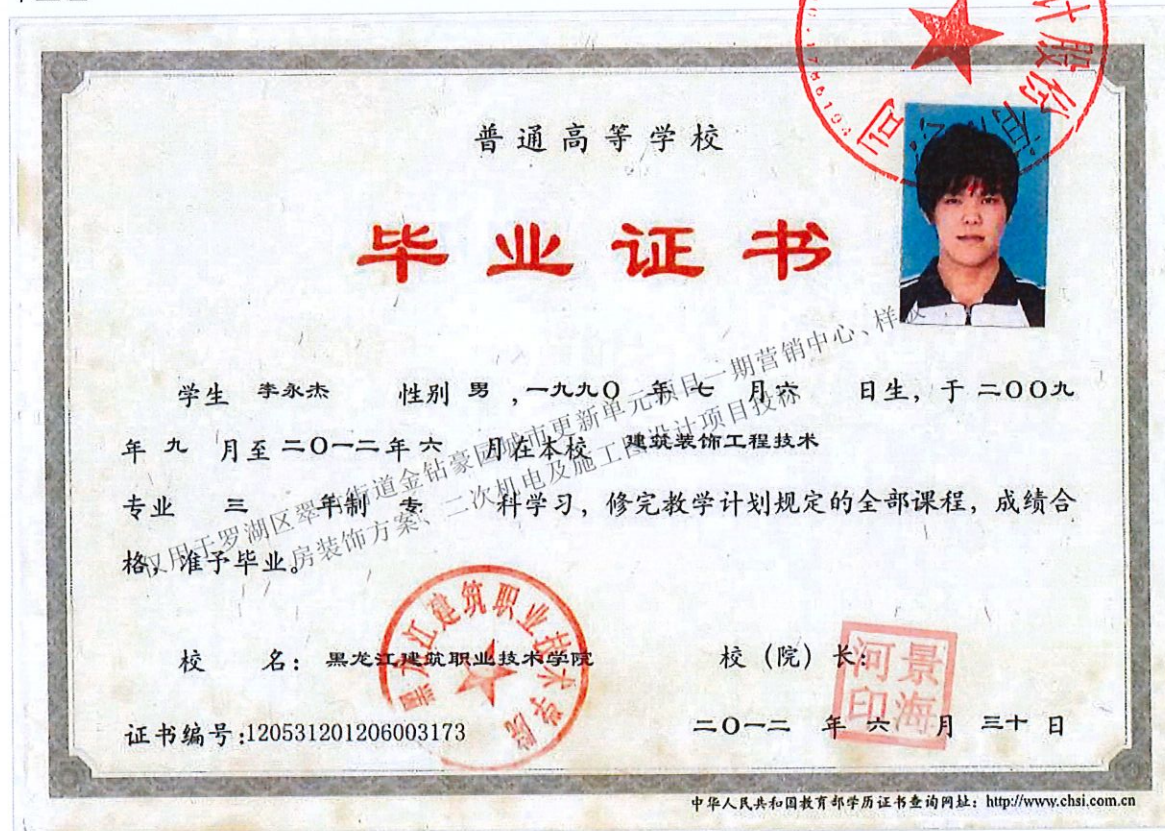 普通高等学校
毕业证书
学生 李永杰 性别 男 ,一九九〇 年 七 月 六 日生, 于 二〇〇九
年 九 月至 二〇一二年 六 月在本校 建筑装饰工程技术
专业 三 年制 专 科学习, 修完教学计划规定的全部课程, 成绩合
格, 准予毕业。
仅用于罗湖区翠竹街道金钻豪园城市更新单元项目一期营销中心、样板
房装饰方案、二次机电及施工图设计项目投标
校 名: 黑龙江建筑职业技术学院
黑龙江建筑职业技术学院
校(院)长:
景海河印
证书编号:120531201206003173
二〇一二 年 六 月 三十 日
中华人民共和国教育部学历证书查询网址: http://www.chsi.com.cn
计股份
司